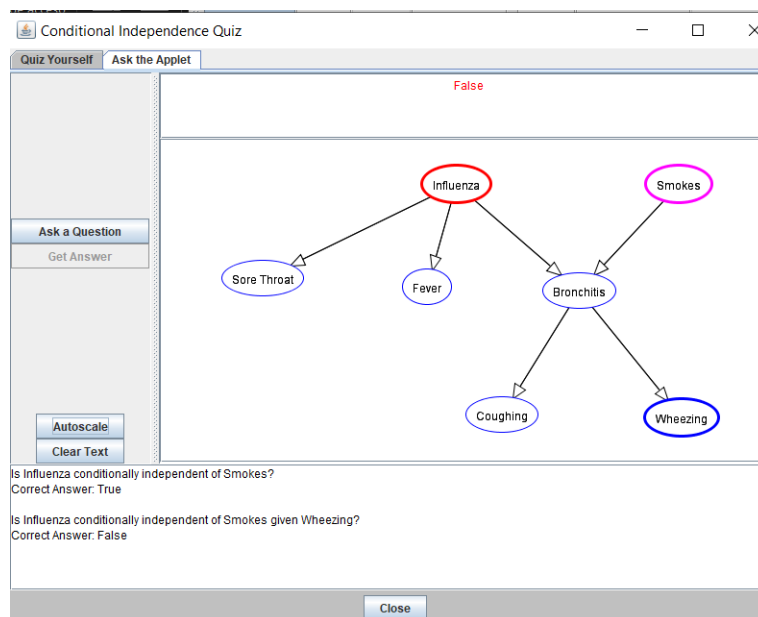 Conditional Independence Quiz
Quiz Yourself
Ask the Applet
False
Ask a Question
Get Answer
Influenza
Smokes
Sore Throat
Fever
Bronchitis
Coughing
Wheezing
Autoscale
Clear Text
Is Influenza conditionally independent of Smokes?
Correct Answer: True
Is Influenza conditionally independent of Smokes given Wheezing?
Correct Answer: False
Close